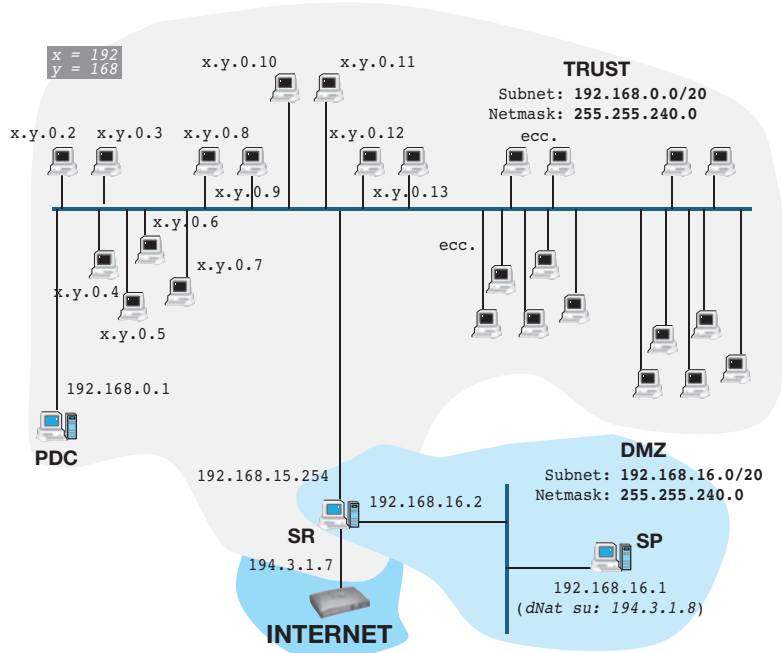 x = 192
y = 168
x.y.0.10
x.y.0.11
TRUST
Subnet: 192.168.0.0/20
Netmask: 255.255.240.0
ecc.
x.y.0.2
x.y.0.3
x.y.0.8
x.y.0.12
x.y.0.9
x.y.0.13
x.y.0.6
ecc.
x.y.0.7
x.y.0.4
x.y.0.5
192.168.0.1
PDC
DMZ
Subnet: 192.168.16.0/20
Netmask: 255.255.240.0
192.168.15.254
192.168.16.2
SR
SP
194.3.1.7
192.168.16.1
(dNat su: 194.3.1.8)
INTERNET